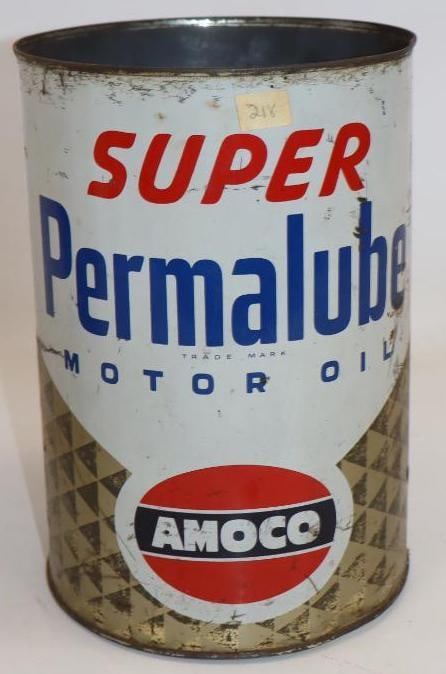 218
SUPER
Permalube
TRADE MARK
MOTOR OIL
AMOCO